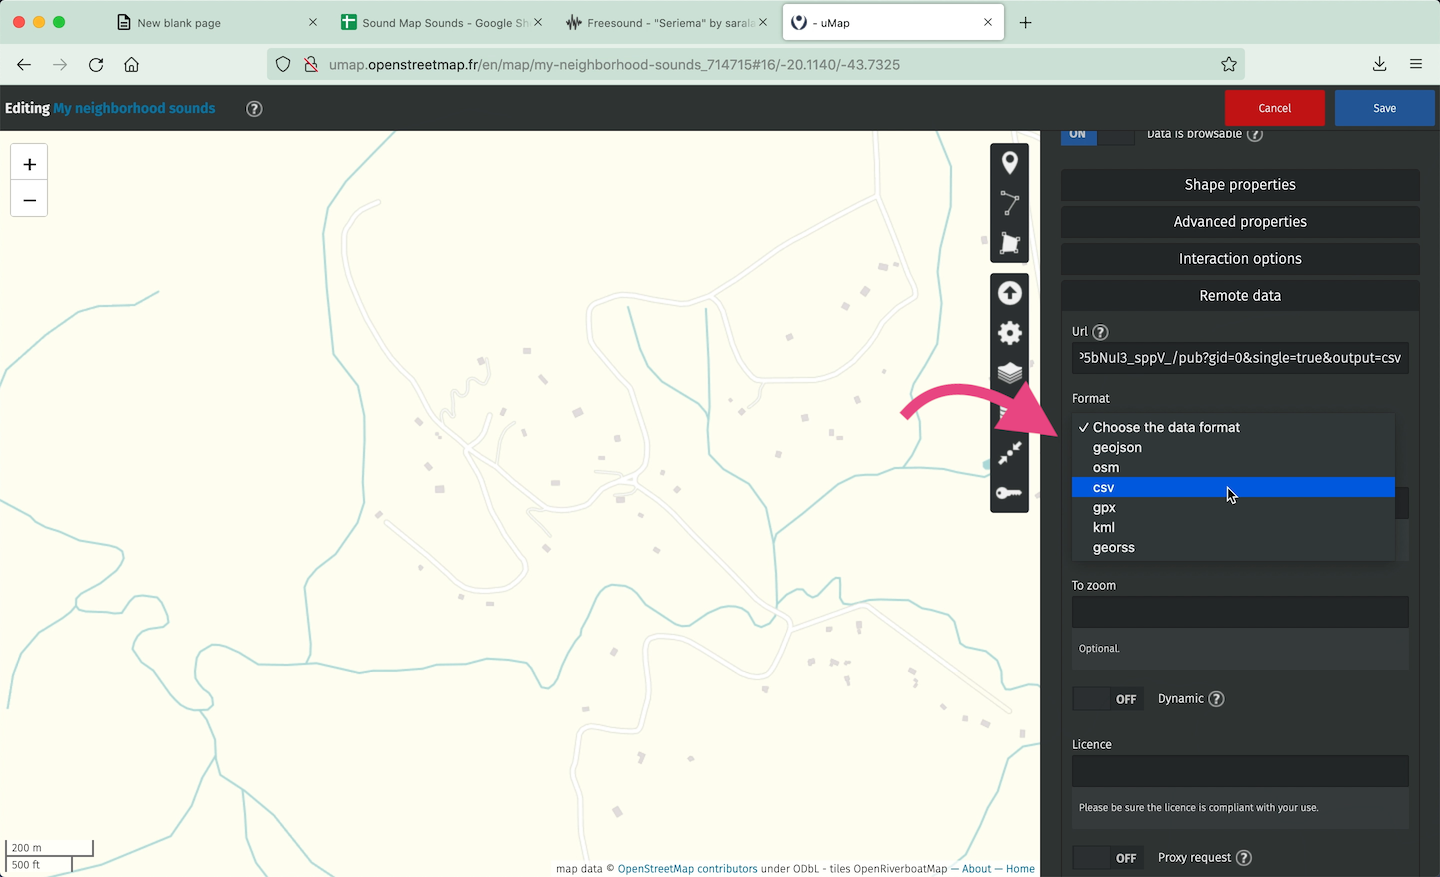 New blank page
Sound Map Sounds - Google Sh
Freesound - "Seriema" by sarala
- uMap
umap.openstreetmap.fr/en/map/my-neighborhood-sounds_714715#16/-20.1140/-43.7325
Editing My neighborhood sounds
?
Cancel
Save
+
−
ON
Data is browsable ?
Shape properties
Advanced properties
Interaction options
Remote data
Url ?
P5bNuI3_sppV_/pub?gid=0&single=true&output=csv
Format
✓ Choose the data format
geojson
osm
csv
gpx
kml
georss
To zoom
Optional.
OFF
Dynamic ?
Licence
Please be sure the licence is compliant with your use.
OFF
Proxy request ?
200 m
500 ft
map data © OpenStreetMap contributors under ODbL - tiles OpenRiverboatMap — About — Home